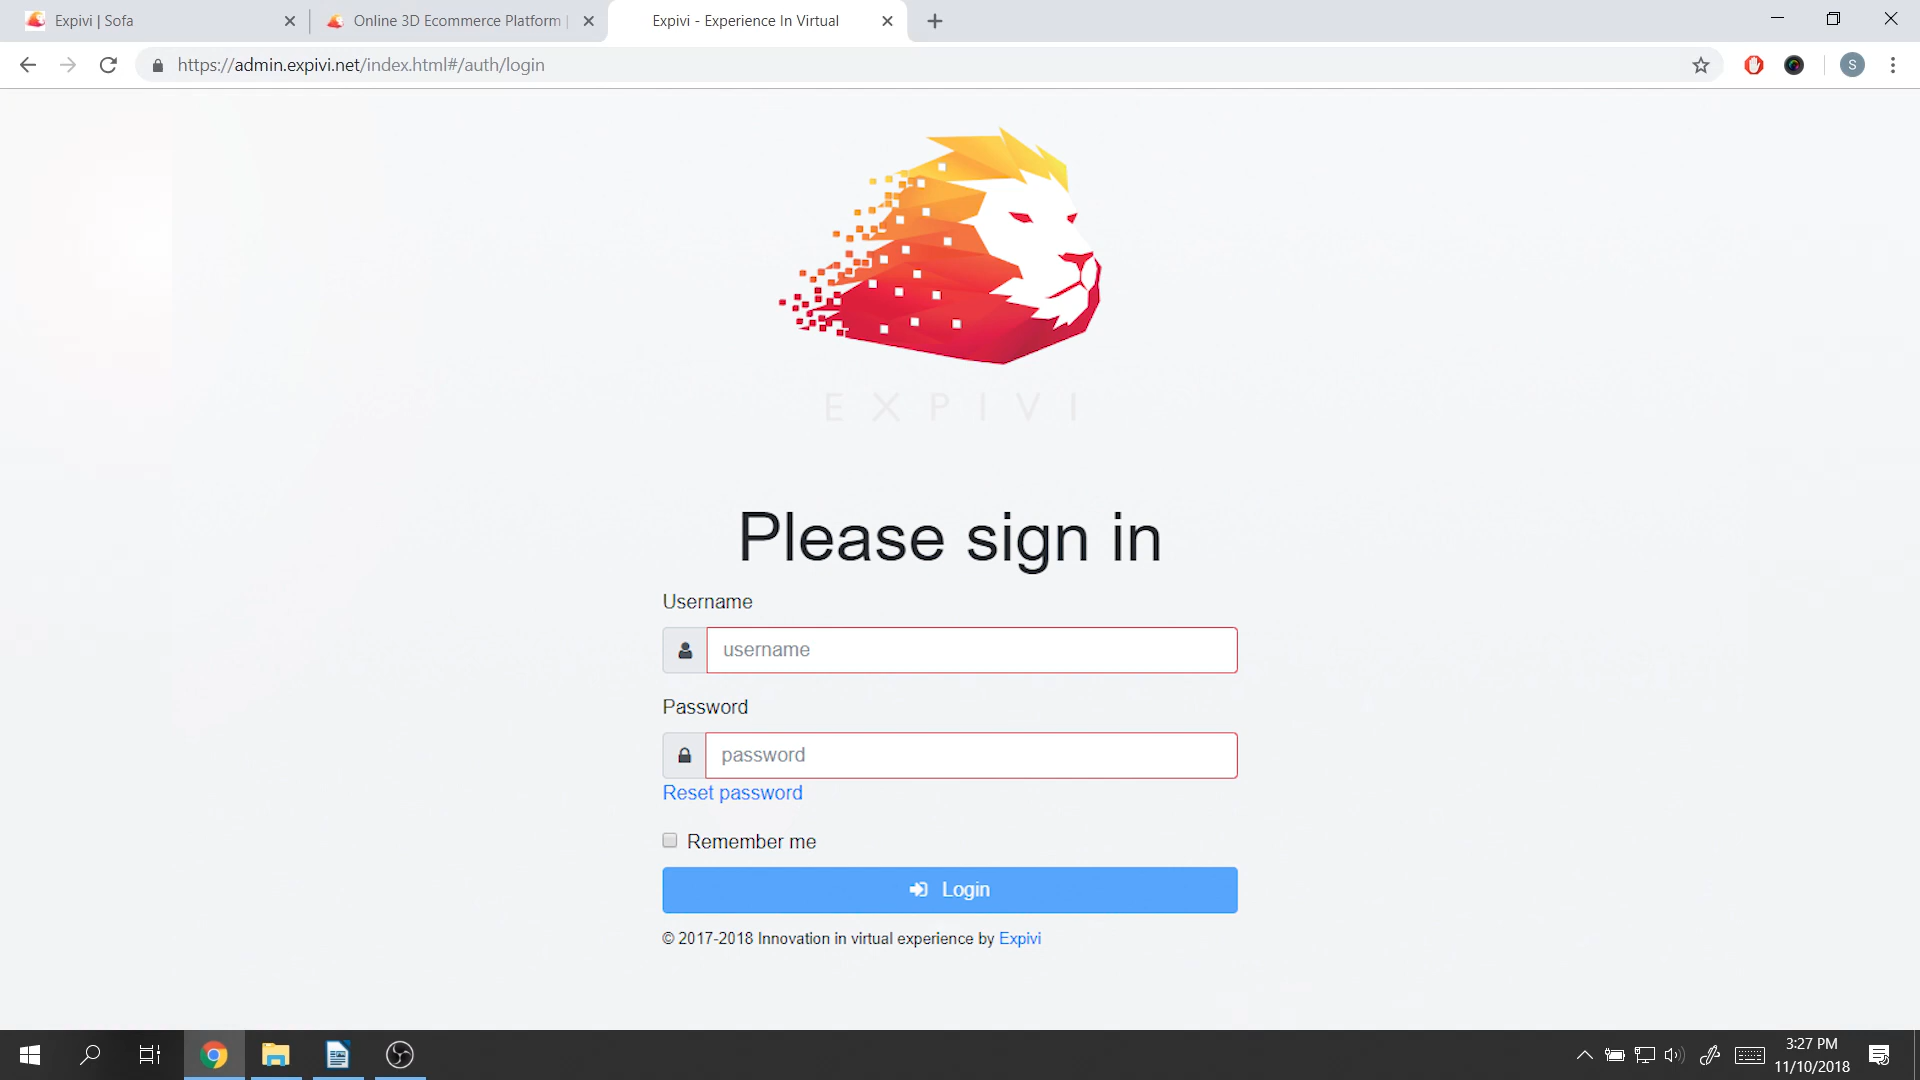 Expivi | Sofa
Online 3D Ecommerce Platform |
Expivi - Experience In Virtual
https://admin.expivi.net/index.html#/auth/login
S
EXPIVI
Please sign in
Username
username
Password
password
Reset password
Remember me
Login
© 2017-2018 Innovation in virtual experience by Expivi
3:27 PM
11/10/2018